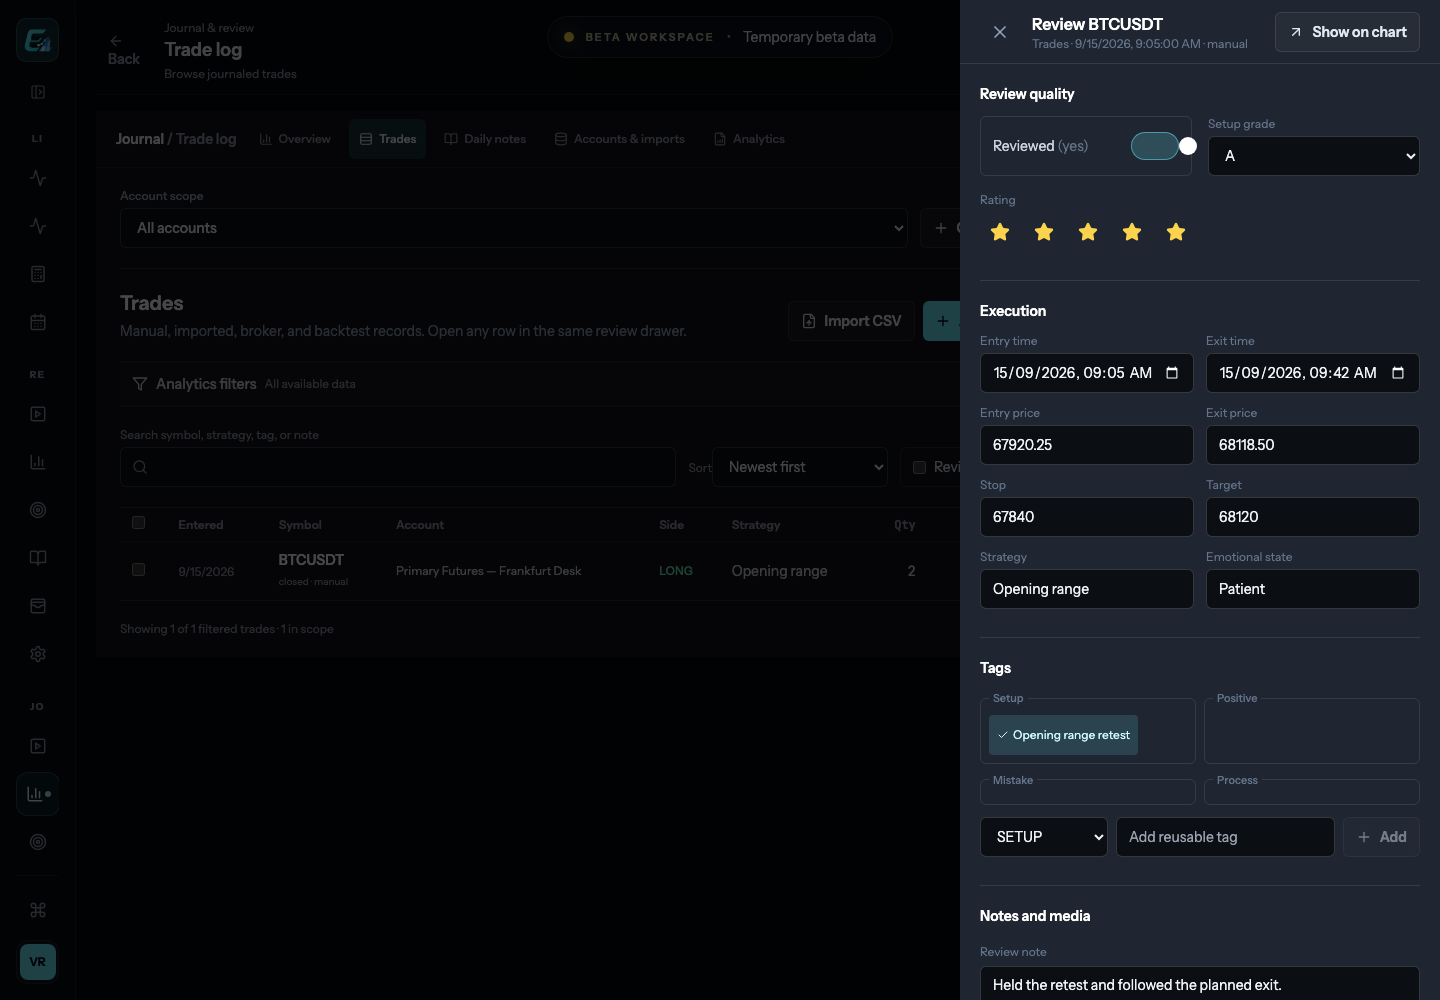 Journal & review
Back
Trade log
Browse journaled trades
BETA WORKSPACE · Temporary beta data
LI
RE
JO
VR
Journal / Trade log
Overview
Trades
Daily notes
Accounts & imports
Analytics
Account scope
All accounts
Trades
Manual, imported, broker, and backtest records. Open any row in the same review drawer.
Import CSV
Analytics filters All available data
Search symbol, strategy, tag, or note
Sort Newest first
Entered Symbol Account Side Strategy Qty
9/15/2026 BTCUSDT Primary Futures — Frankfurt Desk LONG Opening range 2
closed · manual
Showing 1 of 1 filtered trades · 1 in scope
Review BTCUSDT
Trades · 9/15/2026, 9:05:00 AM · manual
Show on chart
Review quality
Reviewed (yes)
Setup grade
A
Rating
Execution
Entry time Exit time
15/09/2026, 09:05 AM 15/09/2026, 09:42 AM
Entry price Exit price
67920.25 68118.50
Stop Target
67840 68120
Strategy Emotional state
Opening range Patient
Tags
Setup Positive
Opening range retest
Mistake Process
SETUP Add reusable tag Add
Notes and media
Review note
Held the retest and followed the planned exit.